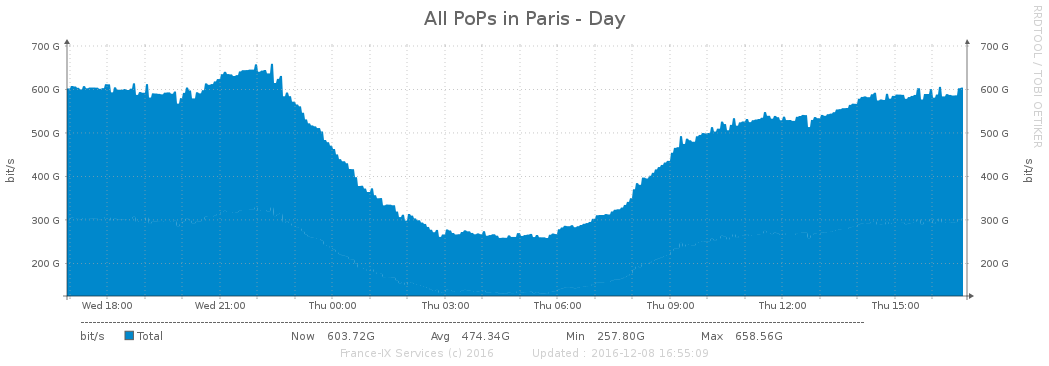 All PoPs in Paris - Day
RRDTOOL / TOBI OETIKER
700 G 700 G
600 G 600 G
500 G 500 G
400 G 400 G
300 G 300 G
200 G 200 G
bit/s bit/s
Wed 18:00 Wed 21:00 Thu 00:00 Thu 03:00 Thu 06:00 Thu 09:00 Thu 12:00 Thu 15:00
bit/s Total Now 603.72G Avg 474.34G Min 257.80G Max 658.56G
France-IX Services (c) 2016 Updated : 2016-12-08 16:55:09